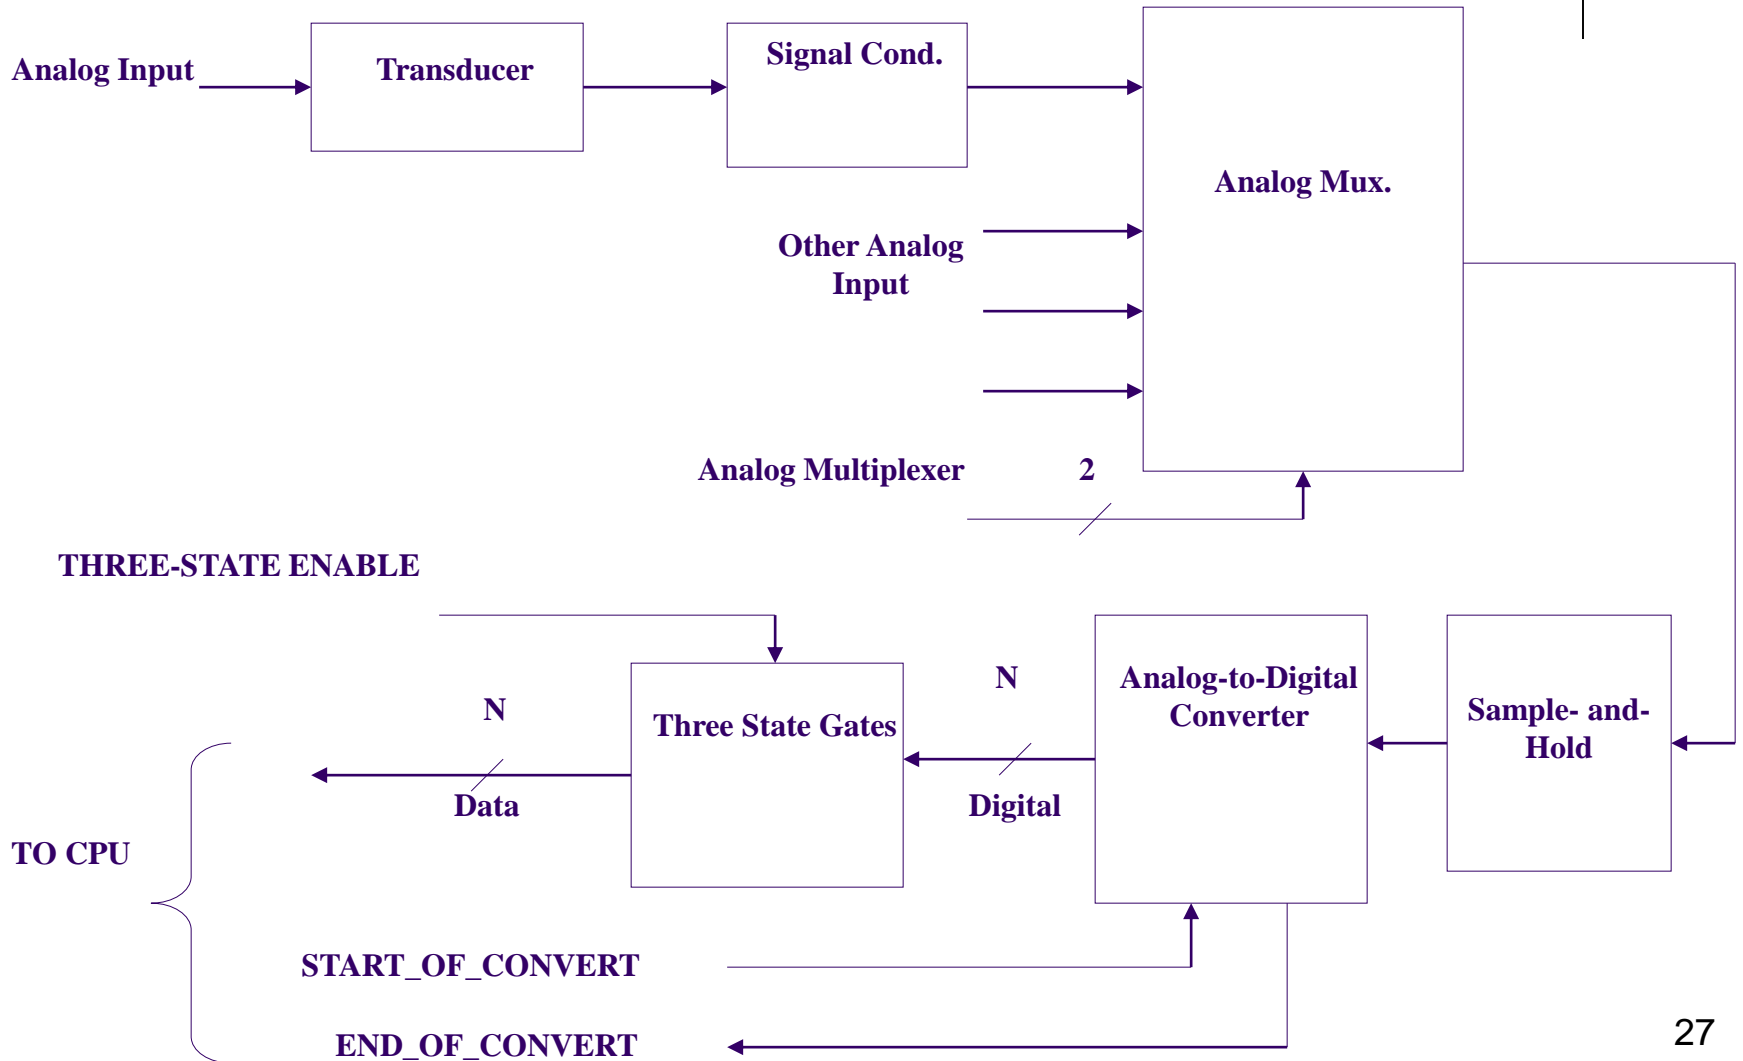 Analog Input
Transducer
Signal Cond.
Analog Mux.
Other Analog
Input
Analog Multiplexer
2
THREE-STATE ENABLE
N
Three State Gates
N
Analog-to-Digital
Converter
Sample- and-
Hold
Data
Digital
TO CPU
START_OF_CONVERT
END_OF_CONVERT
27